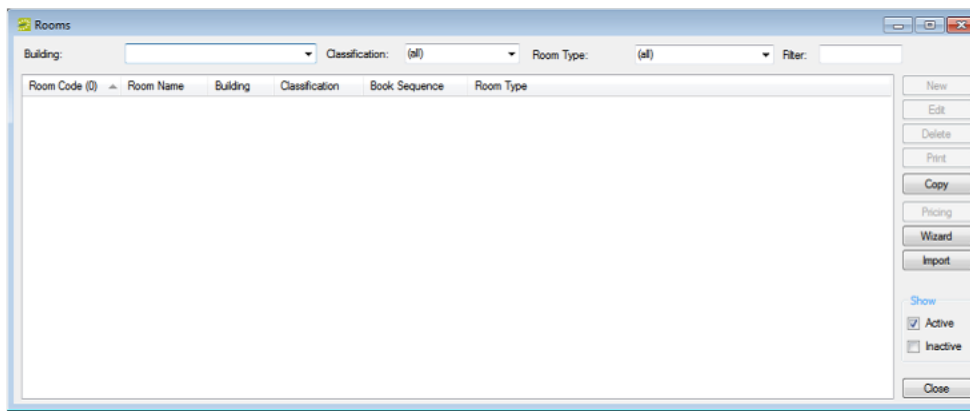 Rooms
Building: Classification: (all) Room Type: (all) Filter:
Room Code (0) Room Name Building Classification Book Sequence Room Type
New
Edit
Delete
Print
Copy
Pricing
Wizard
Import
Show
Active
Inactive
Close